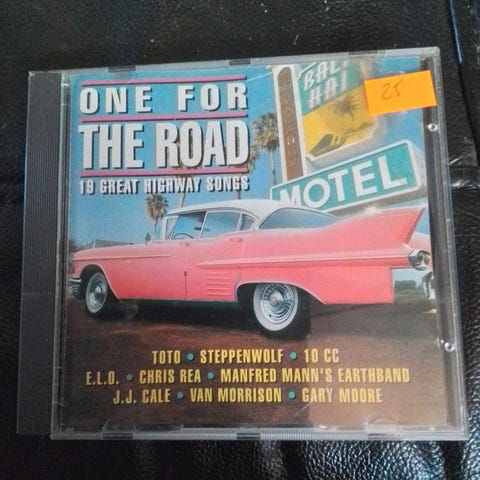 ONE FOR
THE ROAD
19 GREAT HIGHWAY SONGS
BALI
HAI
25
MOTEL
TOTO • STEPPENWOLF • 10 CC
E.L.O. • CHRIS REA • MANFRED MANN'S EARTHBAND
J.J. CALE • VAN MORRISON • GARY MOORE